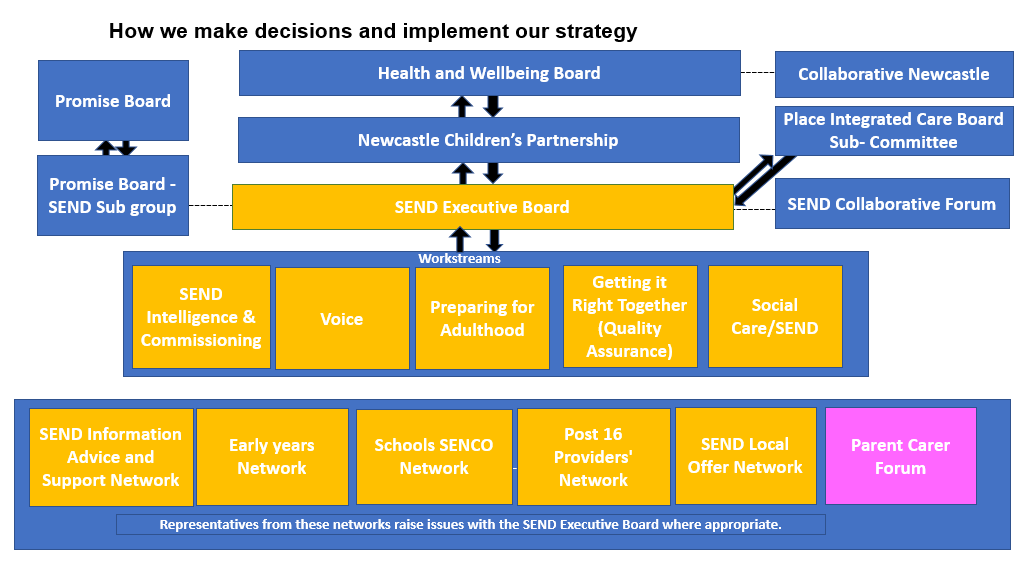 How we make decisions and implement our strategy
Health and Wellbeing Board
Collaborative Newcastle
Promise Board
Place Integrated Care Board
Sub- Committee
Newcastle Children’s Partnership
Promise Board -
SEND Sub group
SEND Executive Board
SEND Collaborative Forum
Workstreams
SEND
Intelligence &
Commissioning
Voice
Preparing for
Adulthood
Getting it
Right Together
(Quality
Assurance)
Social
Care/SEND
SEND Information
Advice and
Support Network
Early years
Network
Schools SENCO
Network
Post 16
Providers'
Network
SEND Local
Offer Network
Parent Carer
Forum
Representatives from these networks raise issues with the SEND Executive Board where appropriate.